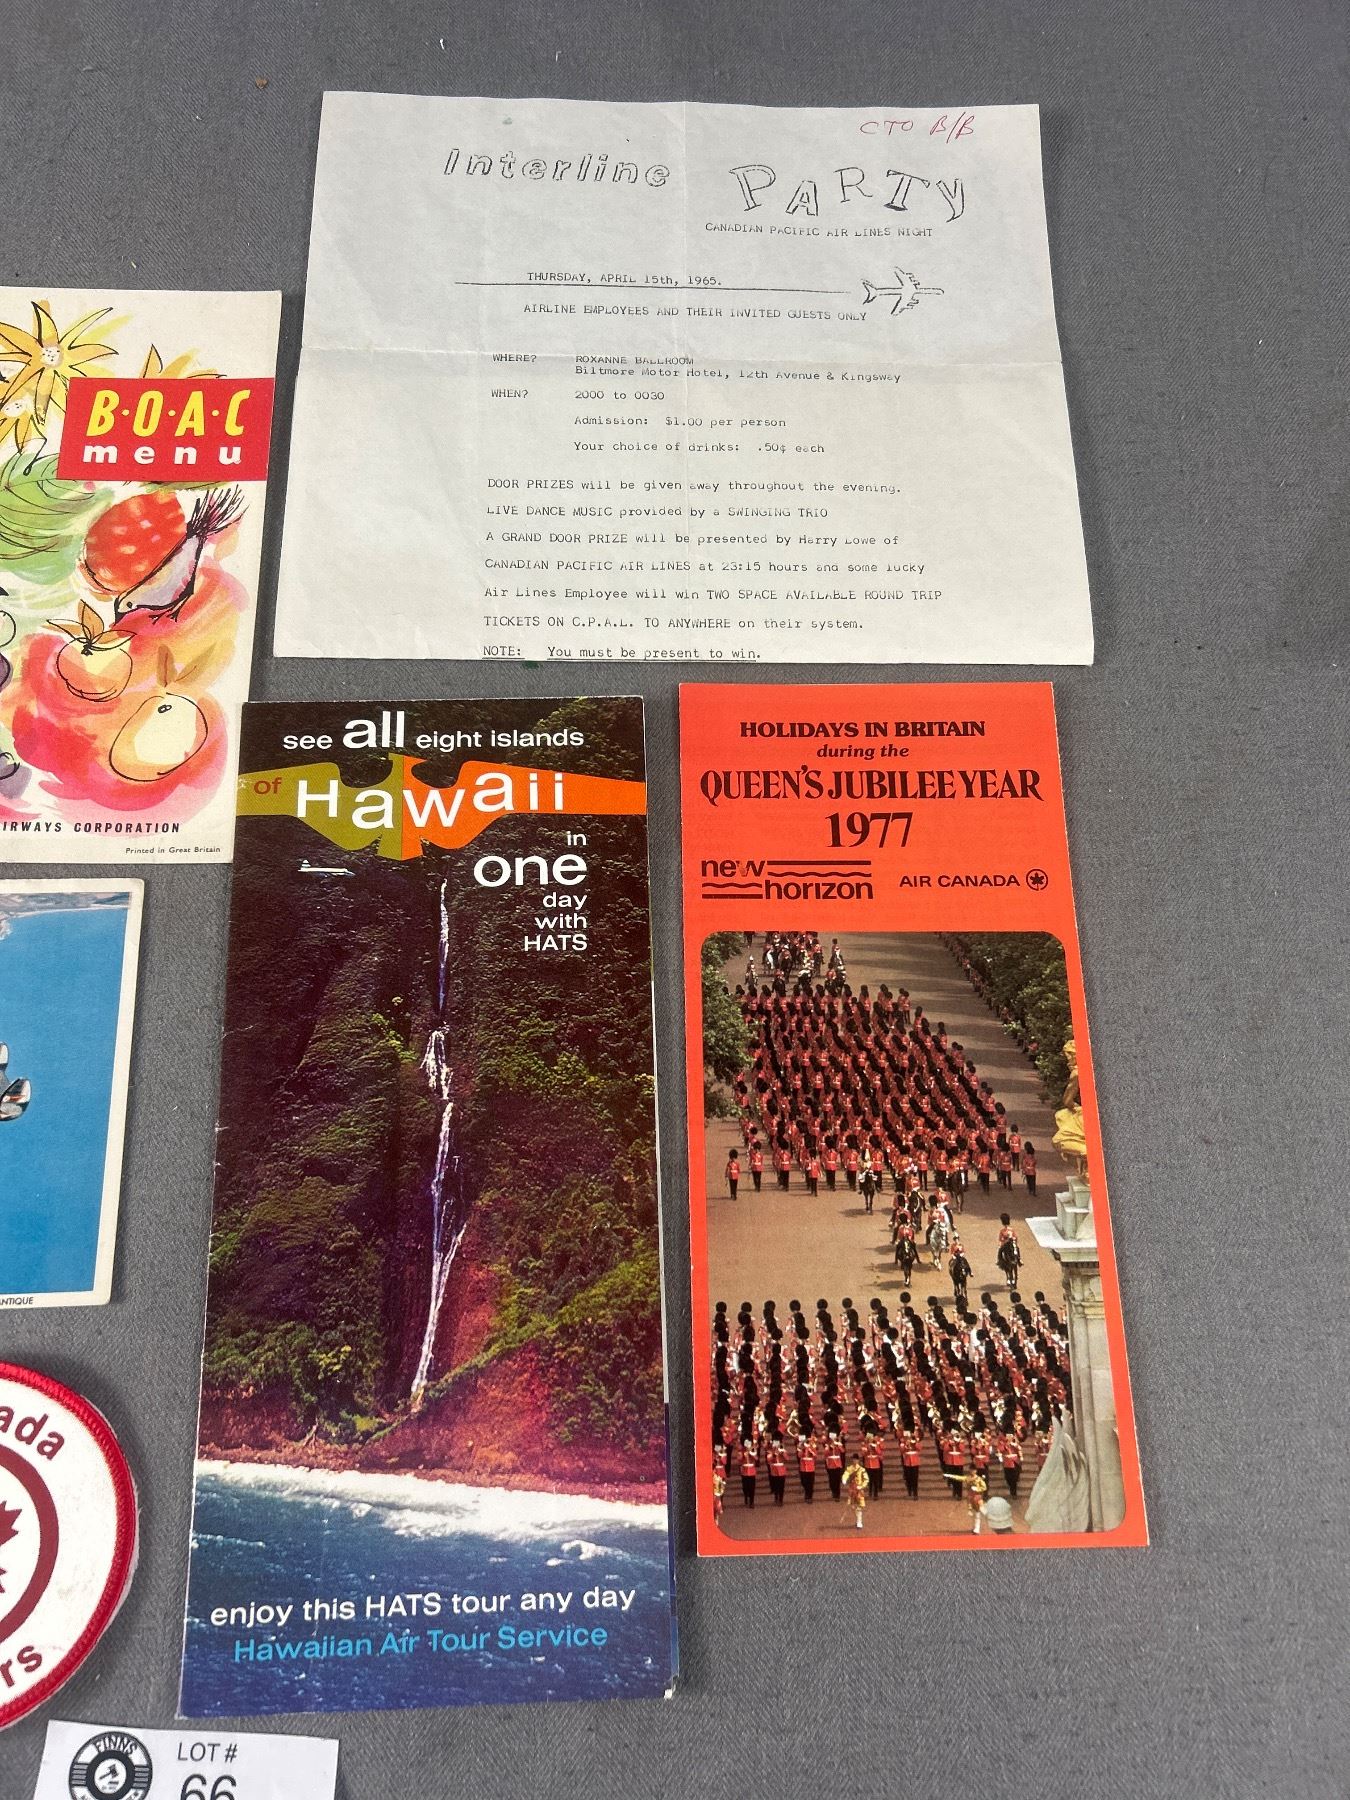 CTO B/B
Interline PARTY
CANADIAN PACIFIC AIR LINES NIGHT
THURSDAY, APRIL 15th, 1965.
AIRLINE EMPLOYEES AND THEIR INVITED GUESTS ONLY
WHERE? ROXANNE BALLROOM
Biltmore Motor Hotel, 12th Avenue & Kingsway
WHEN? 2000 to 0030
Admission: $1.00 per person
Your choice of drinks: .50¢ each
DOOR PRIZES will be given away throughout the evening.
LIVE DANCE MUSIC provided by a SWINGING TRIO
A GRAND DOOR PRIZE will be presented by Harry Lowe of
CANADIAN PACIFIC AIR LINES at 23:15 hours and some lucky
Air Lines Employee will win TWO SPACE AVAILABLE ROUND TRIP
TICKETS ON C.P.A.L. TO ANYWHERE on their system.
NOTE: You must be present to win.
B·O·A·C
menu
IRWAYS CORPORATION
Printed in Great Britain
see all eight islands
of Hawaii
in
one
day
with
HATS
enjoy this HATS tour any day
Hawaiian Air Tour Service
HOLIDAYS IN BRITAIN
during the
QUEEN'S JUBILEE YEAR
1977
new horizon AIR CANADA
NTIQUE
ada
rs
FINNS
LOT #
66